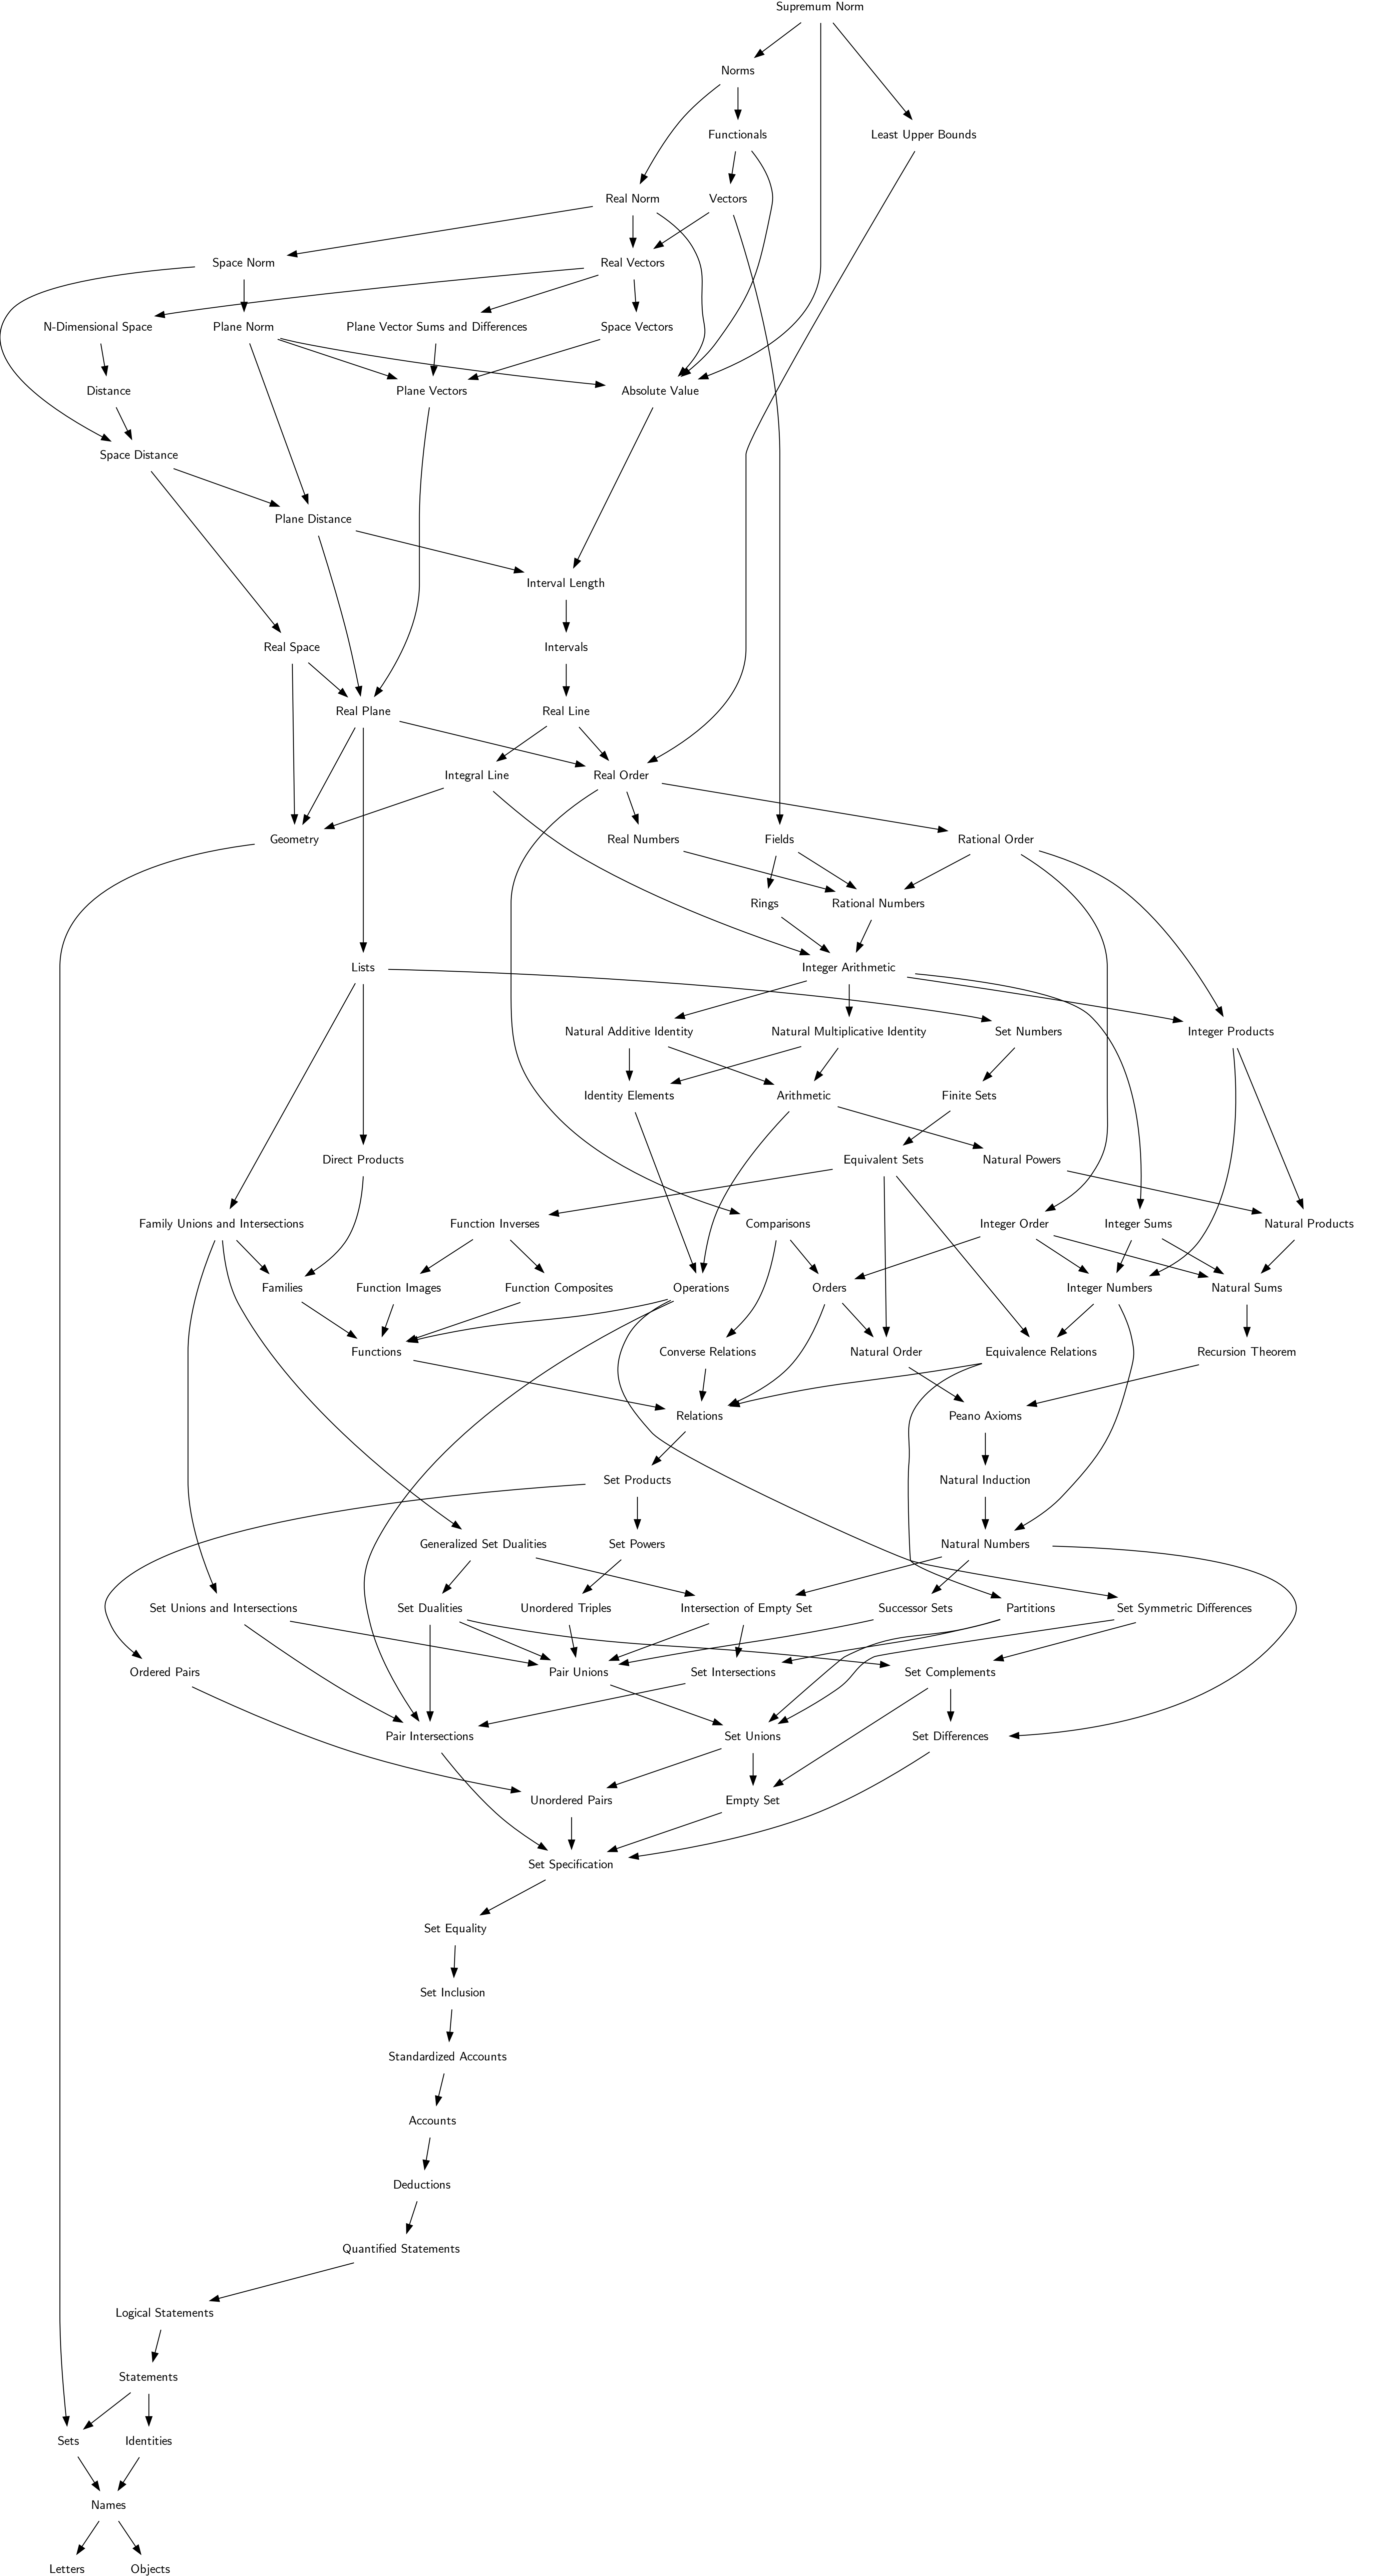 Supremum Norm
Norms
Functionals
Least Upper Bounds
Real Norm
Vectors
Space Norm
Real Vectors
N-Dimensional Space
Plane Norm
Plane Vector Sums and Differences
Space Vectors
Distance
Plane Vectors
Absolute Value
Space Distance
Plane Distance
Interval Length
Real Space
Intervals
Real Plane
Real Line
Integral Line
Real Order
Geometry
Real Numbers
Fields
Rational Order
Rings
Rational Numbers
Lists
Integer Arithmetic
Natural Additive Identity
Natural Multiplicative Identity
Set Numbers
Integer Products
Identity Elements
Arithmetic
Finite Sets
Direct Products
Equivalent Sets
Natural Powers
Family Unions and Intersections
Function Inverses
Comparisons
Integer Order
Integer Sums
Natural Products
Families
Function Images
Function Composites
Operations
Orders
Integer Numbers
Natural Sums
Functions
Converse Relations
Natural Order
Equivalence Relations
Recursion Theorem
Relations
Peano Axioms
Set Products
Natural Induction
Generalized Set Dualities
Set Powers
Natural Numbers
Set Unions and Intersections
Set Dualities
Unordered Triples
Intersection of Empty Set
Successor Sets
Partitions
Set Symmetric Differences
Ordered Pairs
Pair Unions
Set Intersections
Set Complements
Pair Intersections
Set Unions
Set Differences
Unordered Pairs
Empty Set
Set Specification
Set Equality
Set Inclusion
Standardized Accounts
Accounts
Deductions
Quantified Statements
Logical Statements
Statements
Sets
Identities
Names
Letters
Objects